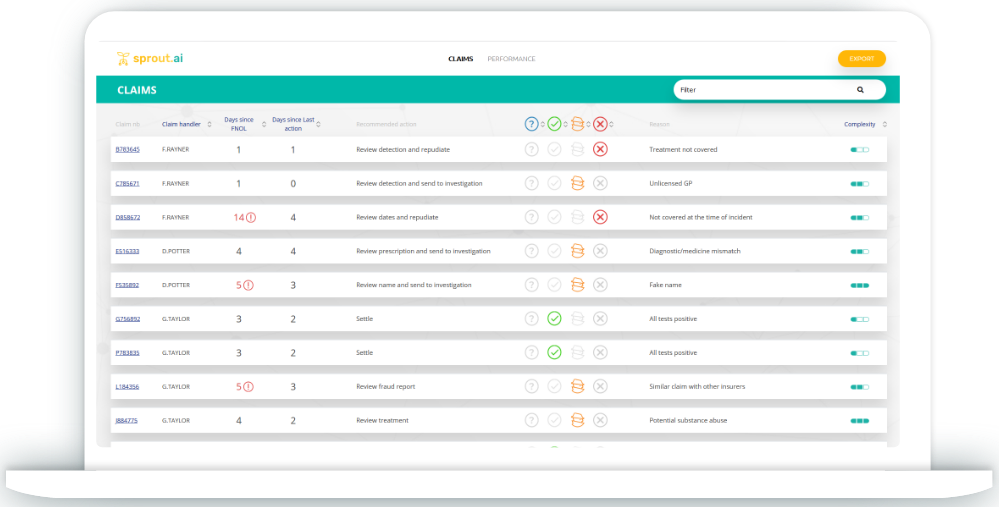 sprout.ai
CLAIMS PERFORMANCE
EXPORT
CLAIMS
Filter
Claim nb Claim handler Days since FNOL Days since Last action Recommended action Reason Complexity
B783645 F.RAYNER 1 1 Review detection and repudiate Treatment not covered
C785671 F.RAYNER 1 0 Review detection and send to investigation Unlicensed GP
D858672 F.RAYNER 14 4 Review dates and repudiate Not covered at the time of incident
E516333 D.POTTER 4 4 Review prescription and send to investigation Diagnostic/medicine mismatch
F535892 D.POTTER 5 3 Review name and send to investigation Fake name
G756892 G.TAYLOR 3 2 Settle All tests positive
P783835 G.TAYLOR 3 2 Settle All tests positive
L184356 G.TAYLOR 5 3 Review fraud report Similar claim with other insurers
J884775 G.TAYLOR 4 2 Review treatment Potential substance abuse